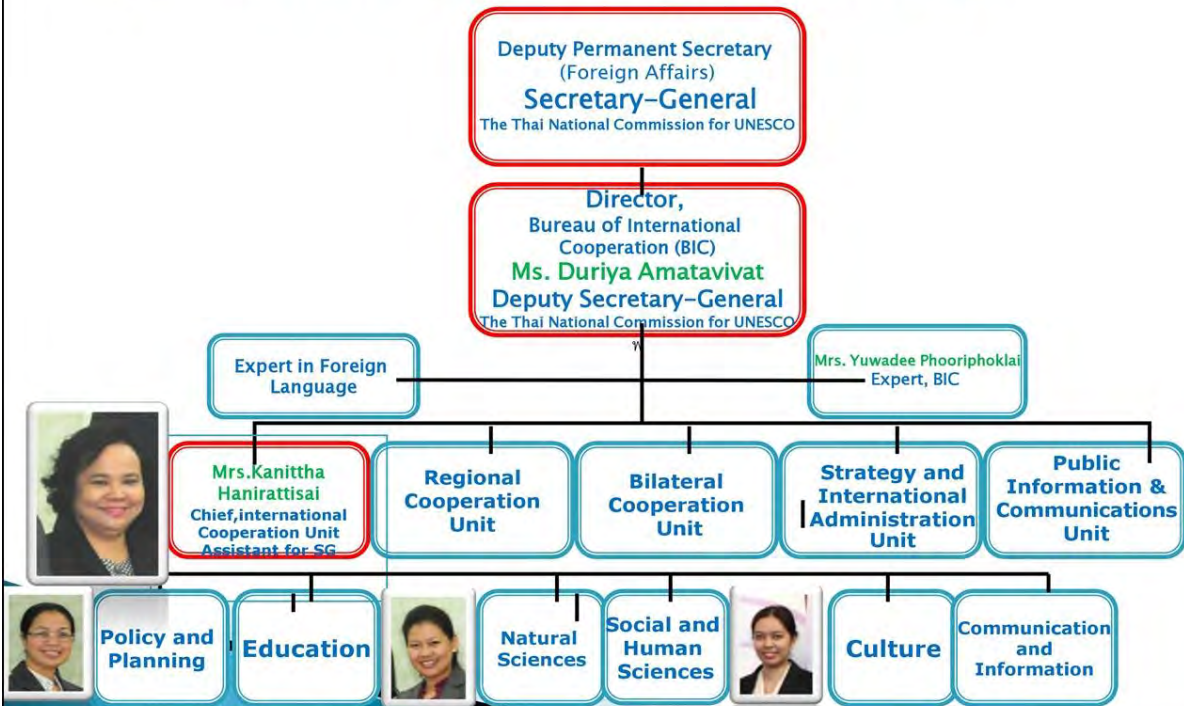 Deputy Permanent Secretary
(Foreign Affairs)
Secretary-General
The Thai National Commission for UNESCO
Director,
Bureau of International
Cooperation (BIC)
Ms. Duriya Amatavivat
Deputy Secretary-General
The Thai National Commission for UNESCO
พ
Expert in Foreign
Language
Mrs. Yuwadee Phooriphoklai
Expert, BIC
Mrs.Kanittha
Hanirattisai
Chief,international
Cooperation Unit
Assistant for SG
Regional
Cooperation
Unit
Bilateral
Cooperation
Unit
Strategy and
International
Administration
Unit
Public
Information &
Communications
Unit
Policy and
Planning
Education
Natural
Sciences
Social and
Human
Sciences
Culture
Communication
and
Information